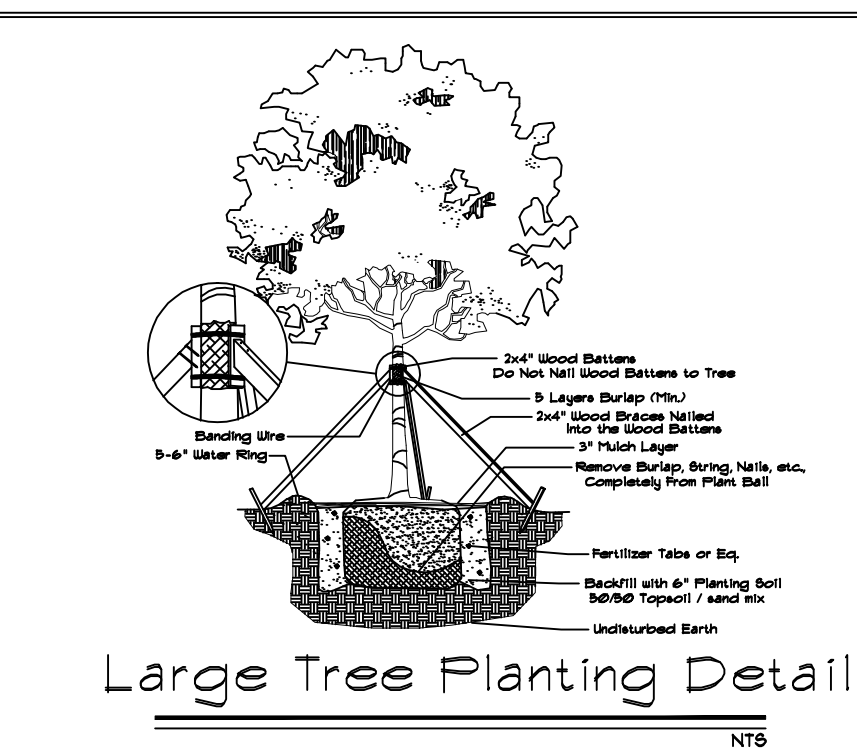 2x4" Wood Battens
Do Not Nail Wood Battens to Tree
5 Layers Burlap (Min.)
2x4" Wood Braces Nailed
Into the Wood Battens
Banding Wire
3" Mulch Layer
5-6" Water Ring
Remove Burlap, String, Nails, etc.,
Completely From Plant Ball
Fertilizer Tabs or Eq.
Backfill with 6" Planting Soil
50/50 Topsoil / sand mix
Undisturbed Earth
Large Tree Planting Detail
NTS